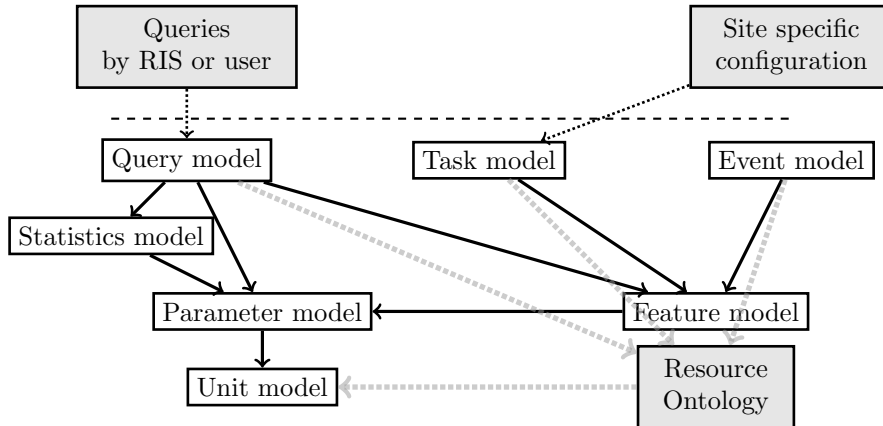 Queries
by RIS or user
Site specific
configuration
Query model
Task model
Event model
Statistics model
Parameter model
Feature model
Unit model
Resource
Ontology